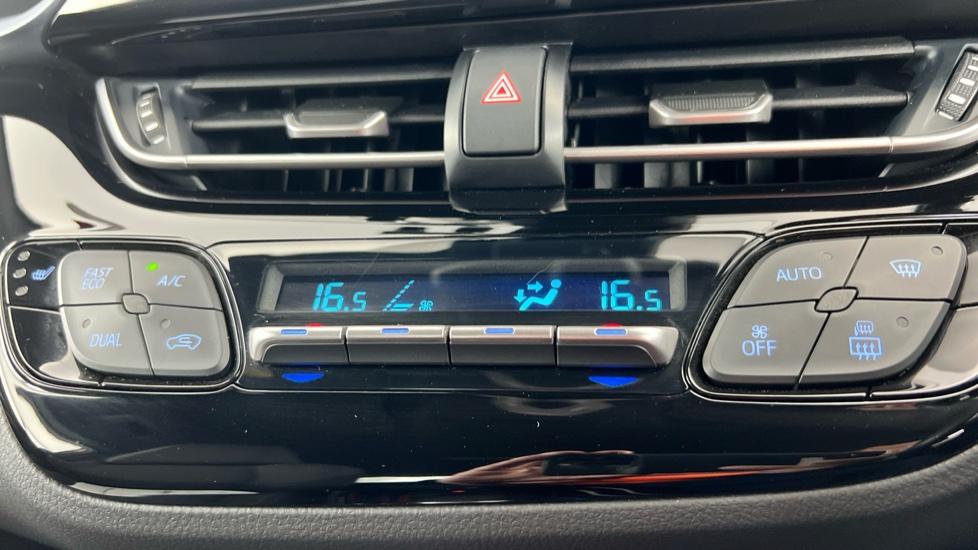 FAST
ECO
A/C
16.5
16.5
AUTO
DUAL
OFF